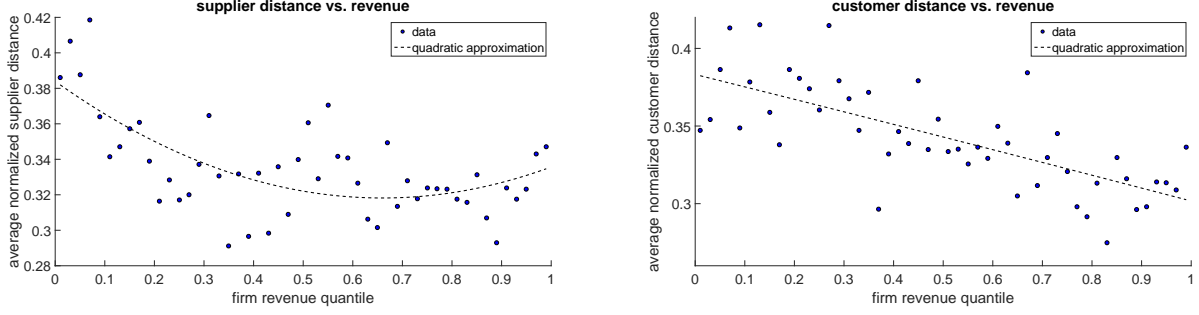 supplier distance vs. revenue
0.42
0.4
0.38
0.36
0.34
0.32
0.3
0.28
average normalized supplier distance
data
quadratic approximation
0 0.1 0.2 0.3 0.4 0.5 0.6 0.7 0.8 0.9 1
firm revenue quantile
customer distance vs. revenue
0.4
0.35
0.3
average normalized customer distance
data
quadratic approximation
0 0.1 0.2 0.3 0.4 0.5 0.6 0.7 0.8 0.9 1
firm revenue quantile